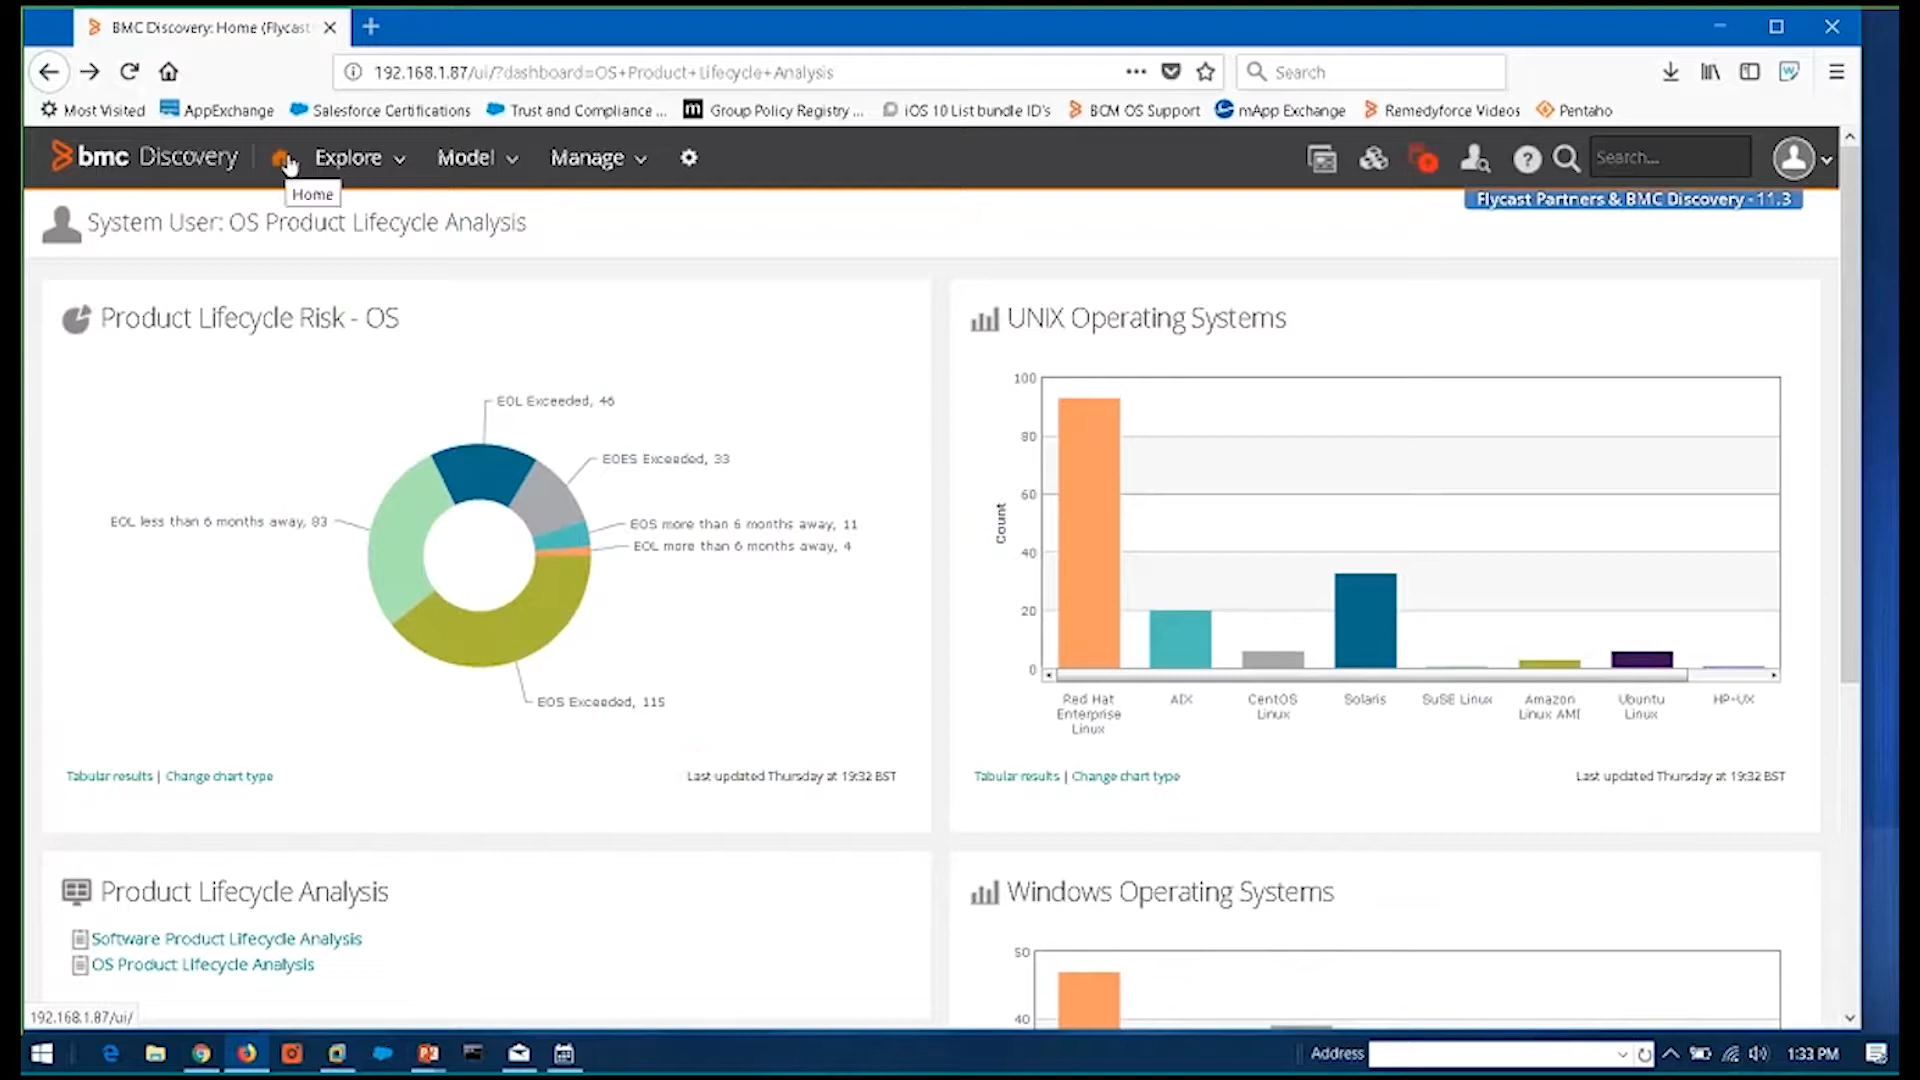 BMC Discovery: Home (Flycast
192.168.1.87/ui/?dashboard=OS+Product+Lifecycle+Analysis
Search
Most Visited
AppExchange
Salesforce Certifications
Trust and Compliance ...
Group Policy Registry ...
iOS 10 List bundle ID's
BCM OS Support
mApp Exchange
Remedyforce Videos
Pentaho
bmc Discovery
Explore
Model
Manage
Search...
Home
Flycast Partners & BMC Discovery - 11.3
System User: OS Product Lifecycle Analysis
Product Lifecycle Risk - OS
EOL Exceeded, 46
EOES Exceeded, 33
EOL less than 6 months away, 83
EOS more than 6 months away, 11
EOL more than 6 months away, 4
EOS Exceeded, 115
Tabular results | Change chart type
Last updated Thursday at 19:32 BST
UNIX Operating Systems
100
80
60
40
20
0
Count
Red Hat
Enterprise
Linux
AIX
CentOS
Linux
Solaris
SuSE Linux
Amazon
Linux AMI
Ubuntu
Linux
HP-UX
Tabular results | Change chart type
Last updated Thursday at 19:32 BST
Product Lifecycle Analysis
Software Product Lifecycle Analysis
OS Product Lifecycle Analysis
Windows Operating Systems
50
40
192.168.1.87/ui/
Address
1:33 PM